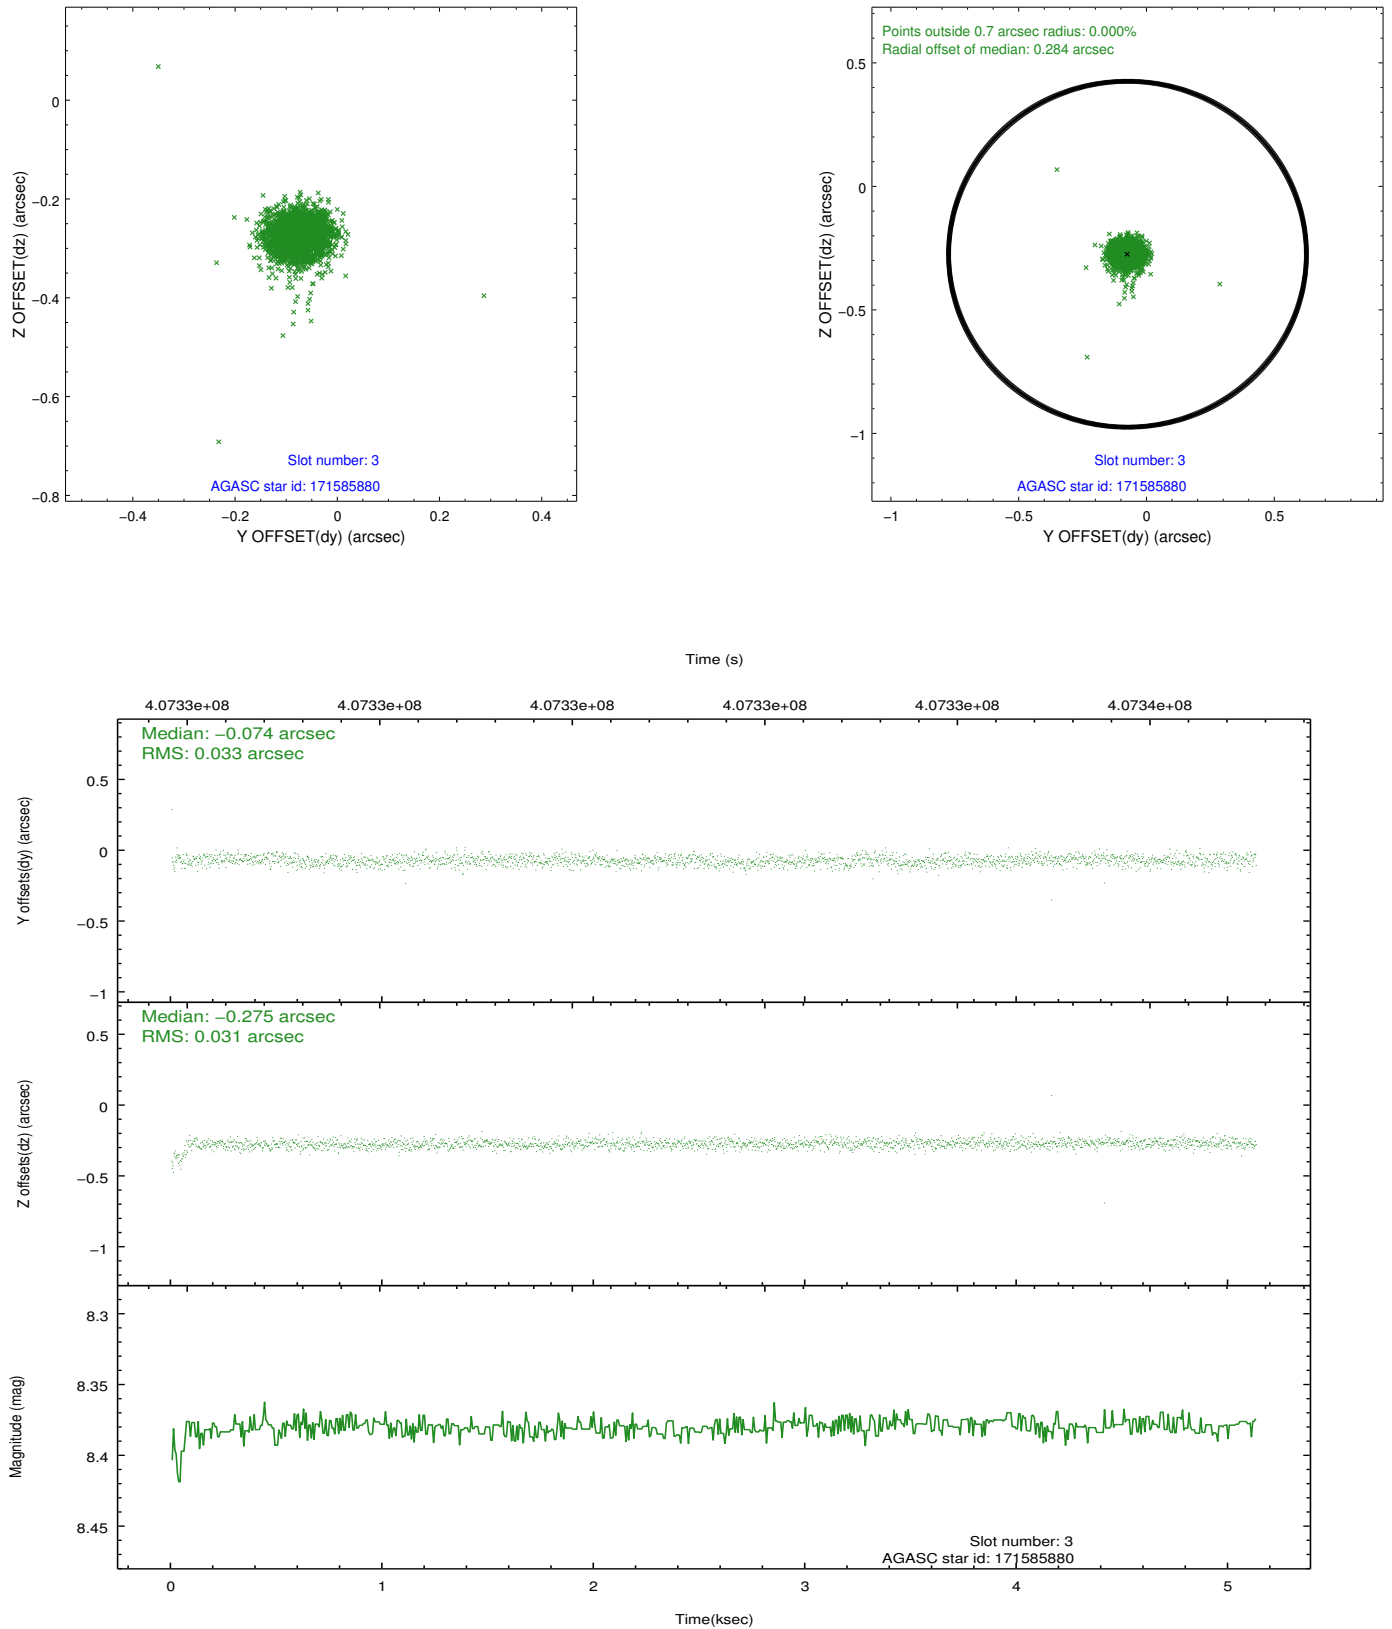 0
−0.2
−0.4
−0.6
−0.8
Z OFFSET(dz) (arcsec)
Slot number: 3
AGASC star id: 171585880
−0.4
−0.2
0
0.2
0.4
Y OFFSET(dy) (arcsec)
Points outside 0.7 arcsec radius: 0.000%
Radial offset of median: 0.284 arcsec
0.5
0
−0.5
−1
Z OFFSET(dz) (arcsec)
Slot number: 3
AGASC star id: 171585880
−1
−0.5
0
0.5
Y OFFSET(dy) (arcsec)
Time (s)
4.0733e+08
4.0733e+08
4.0733e+08
4.0733e+08
4.0733e+08
4.0734e+08
Median: −0.074 arcsec
RMS: 0.033 arcsec
0.5
0
−0.5
−1
Y offsets(dy) (arcsec)
Median: −0.275 arcsec
RMS: 0.031 arcsec
0.5
0
−0.5
−1
Z offsets(dz) (arcsec)
8.3
8.35
8.4
8.45
Magnitude (mag)
Slot number: 3
AGASC star id: 171585880
0
1
2
3
4
5
Time(ksec)